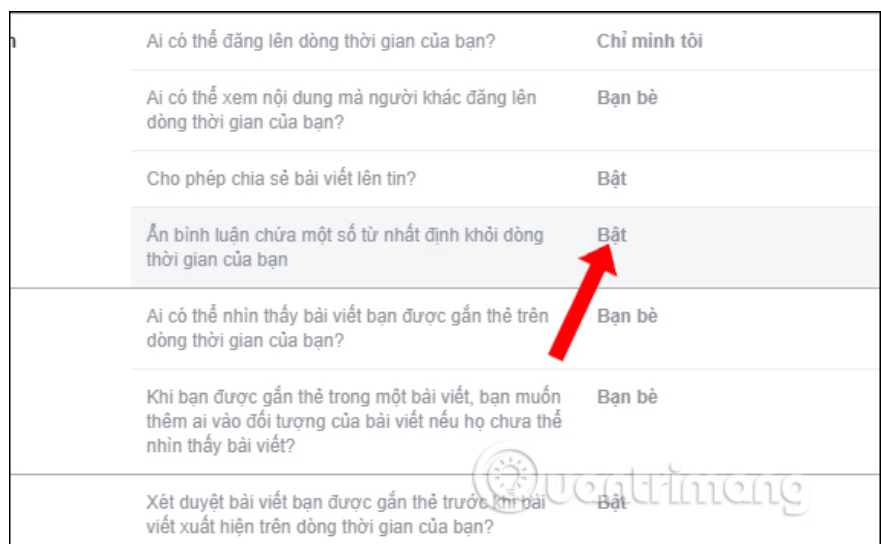 Ai có thể đăng lên dòng thời gian của bạn? Chỉ mình tôi
Ai có thể xem nội dung mà người khác đăng lên Bạn bè
dòng thời gian của bạn?
Cho phép chia sẻ bài viết lên tin? Bật
Ẩn bình luận chứa một số từ nhất định khỏi dòng Bật
thời gian của bạn
Ai có thể nhìn thấy bài viết bạn được gắn thẻ trên Bạn bè
dòng thời gian của bạn?
Khi bạn được gắn thẻ trong một bài viết, bạn muốn Bạn bè
thêm ai vào đối tượng của bài viết nếu họ chưa thể
nhìn thấy bài viết?
Quantrimang
Xét duyệt bài viết bạn được gắn thẻ trước khi bài Bật
viết xuất hiện trên dòng thời gian của bạn?